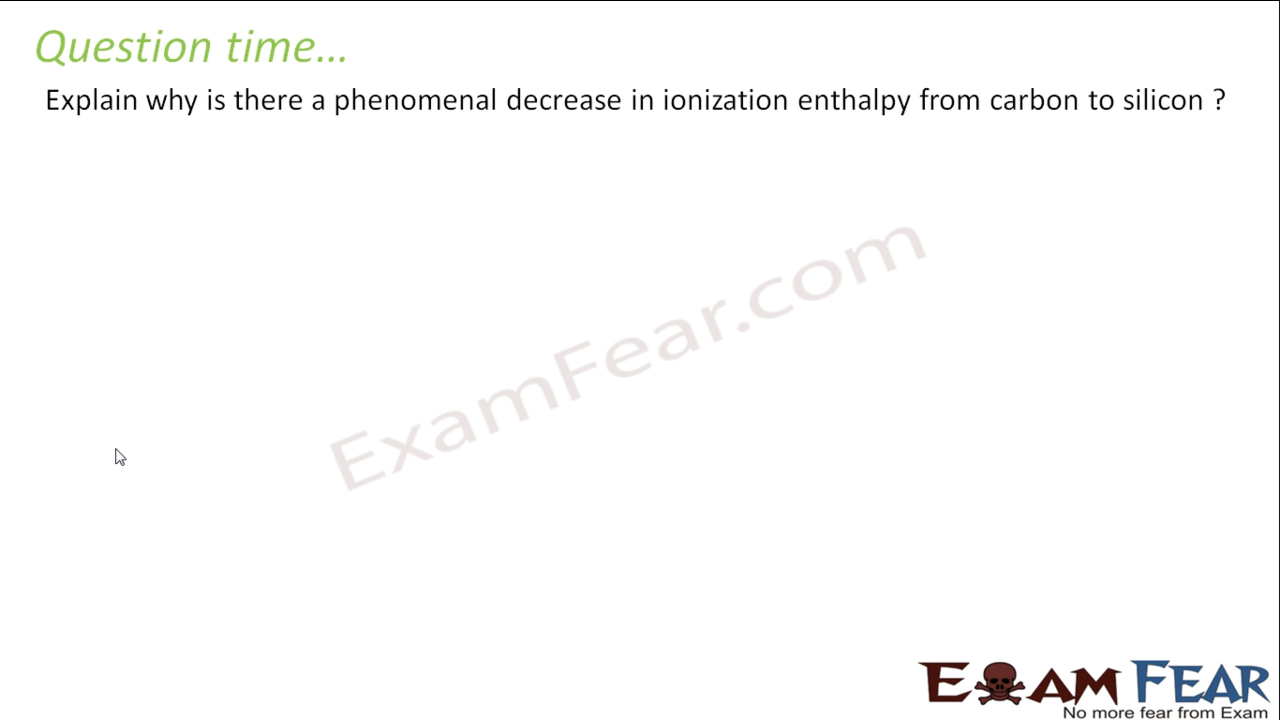 Question time...
Explain why is there a phenomenal decrease in ionization enthalpy from carbon to silicon ?
ExamFear.com
EXAM FEAR
No more fear from Exam